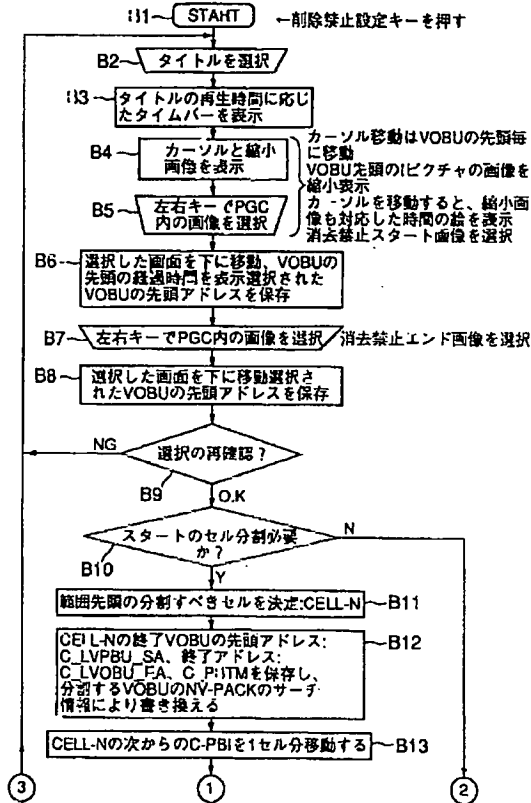 B1 START ←削除禁止設定キーを押す
B2 タイトルを選択
B3 タイトルの再生時間に応じ
たタイムバーを表示
B4 カーソルと縮小
画像を表示
B5 左右キーでPGC
内の画像を選択
カーソル移動はVOBUの先頭毎
に移動
VOBU先頭のIピクチャの画像を
縮小表示
カーソルを移動すると、縮小画
像も対応した時間の絵を表示
消去禁止スタート画像を選択
B6 選択した画面を下に移動、VOBUの
先頭の経過時間を表示選択された
VOBUの先頭アドレスを保存
B7 左右キーでPGC内の画像を選択 消去禁止エンド画像を選択
B8 選択した画面を下に移動選択さ
れたVOBUの先頭アドレスを保存
NG
選択の再確認？
B9
O.K
スタートのセル分割必要
か？
N
B10
Y
範囲先頭の分割すべきセルを決定:CELL-N B11
CELL-Nの終了VOBUの先頭アドレス: B12
C_LVPBU_SA、終了アドレス:
C_LVOBU_EA、C_PBTMを保存し、
分割するVOBUのNV-PACKのサーチ
情報により書き換える
CELL-Nの次からのC-PBIを1セル分移動する B13
3 1 2